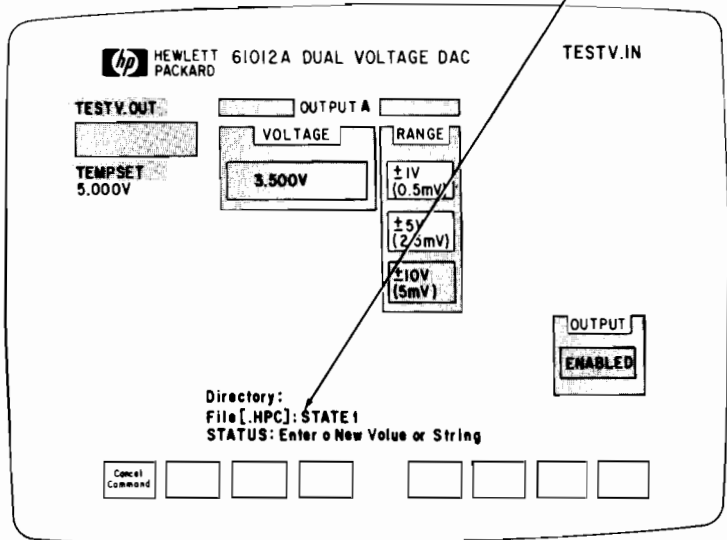 hp HEWLETT PACKARD 61012A DUAL VOLTAGE DAC TESTV.IN
TESTV.OUT
TEMPSET
5.000V
OUTPUT A
VOLTAGE
3.500V
RANGE
±1V
(0.5mV)
±5V
(2.5mV)
±10V
(5mV)
OUTPUT
ENABLED
Directory:
File[.HPC]: STATE1
STATUS: Enter a New Value or String
Cancel
Command